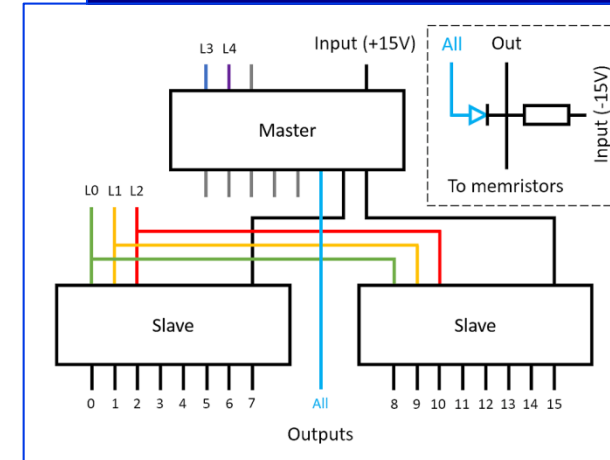 L3 L4 Input (+15V)
Master
All Out
Input (-15V)
To memristors
L0 L1 L2
Slave
Slave
0 1 2 3 4 5 6 7 All 8 9 10 11 12 13 14 15
Outputs